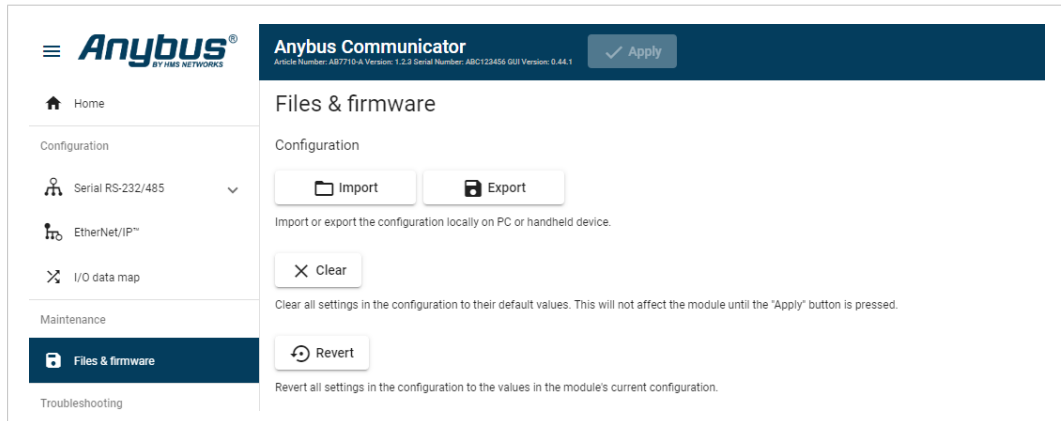 Anybus®
BY HMS NETWORKS
Anybus Communicator
Article Number: AB7710-A Version: 1.2.3 Serial Number: ABC123456 GUI Version: 0.44.1
Apply
Home
Configuration
Serial RS-232/485
EtherNet/IP™
I/O data map
Maintenance
Files & firmware
Troubleshooting
Files & firmware
Configuration
Import
Export
Import or export the configuration locally on PC or handheld device.
Clear
Clear all settings in the configuration to their default values. This will not affect the module until the "Apply" button is pressed.
Revert
Revert all settings in the configuration to the values in the module's current configuration.